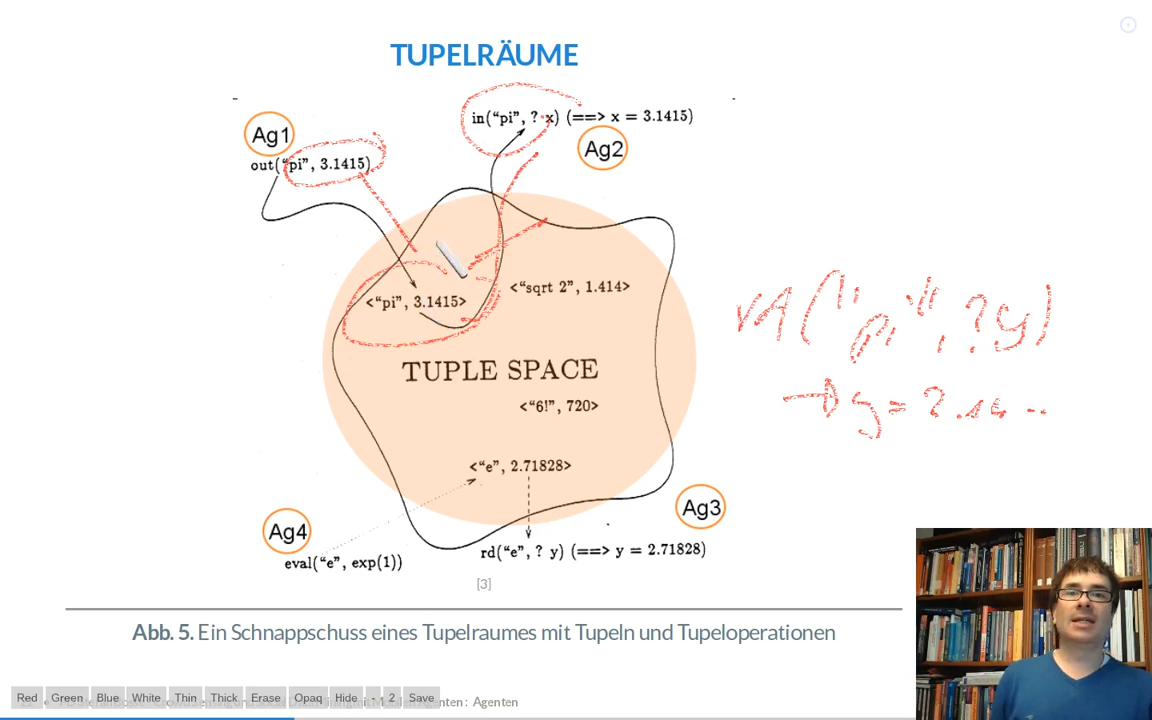 TUPELRÄUME
in("pi", ? x) (==> x = 3.1415)
Ag1
Ag2
out("pi", 3.1415)
<"sqrt 2", 1.414>
<"pi", 3.1415>
rd("pi", ?y)
TUPLE SPACE
<"6!", 720>
<"e", 2.71828>
Ag3
Ag4
rd("e", ? y) (==> y = 2.71828)
eval("e", exp(1))
[3]
Abb. 5. Ein Schnappschuss eines Tupelraumes mit Tupeln und Tupeloperationen
Red Green Blue White Thin Thick Erase Opaq Hide - 2 Save
: Agenten